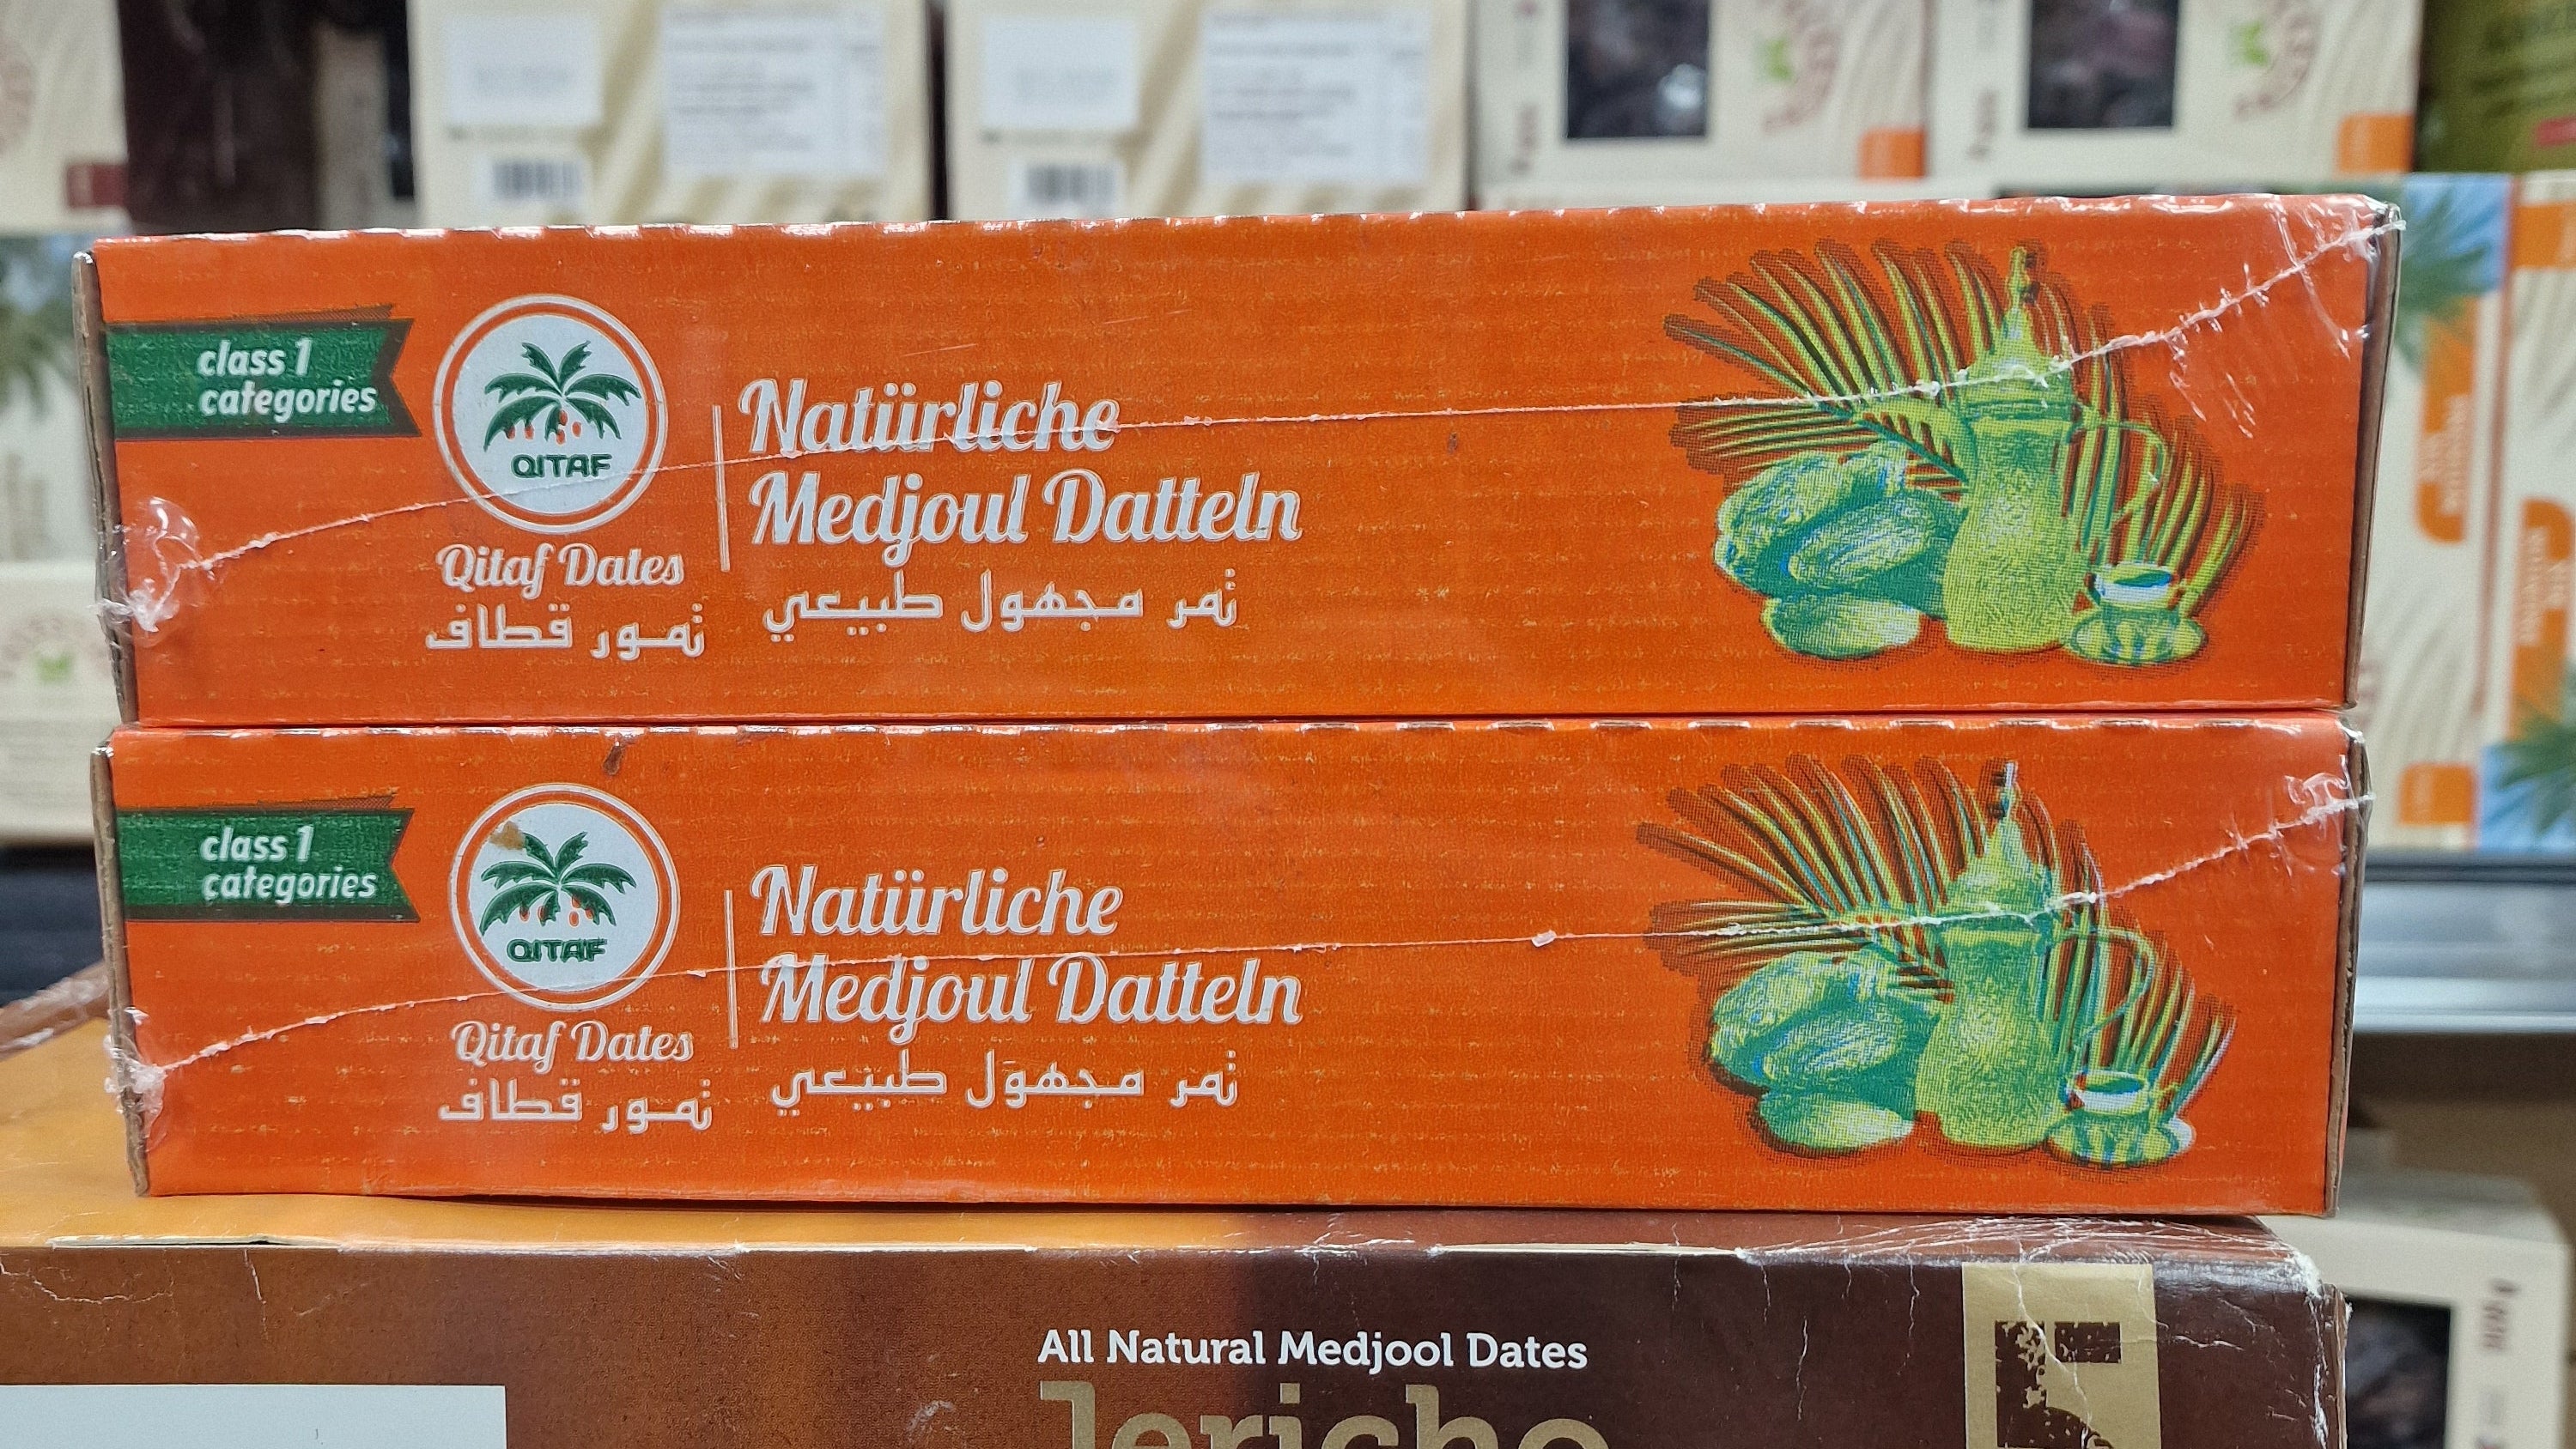 class 1
categories
QITAF
Qitaf Dates
تمور قطاف
Natürliche
Medjoul Datteln
تمر مجهول طبيعي
class 1
categories
QITAF
Qitaf Dates
تمور قطاف
Natürliche
Medjoul Datteln
تمر مجهول طبيعي
All Natural Medjool Dates
Jericho